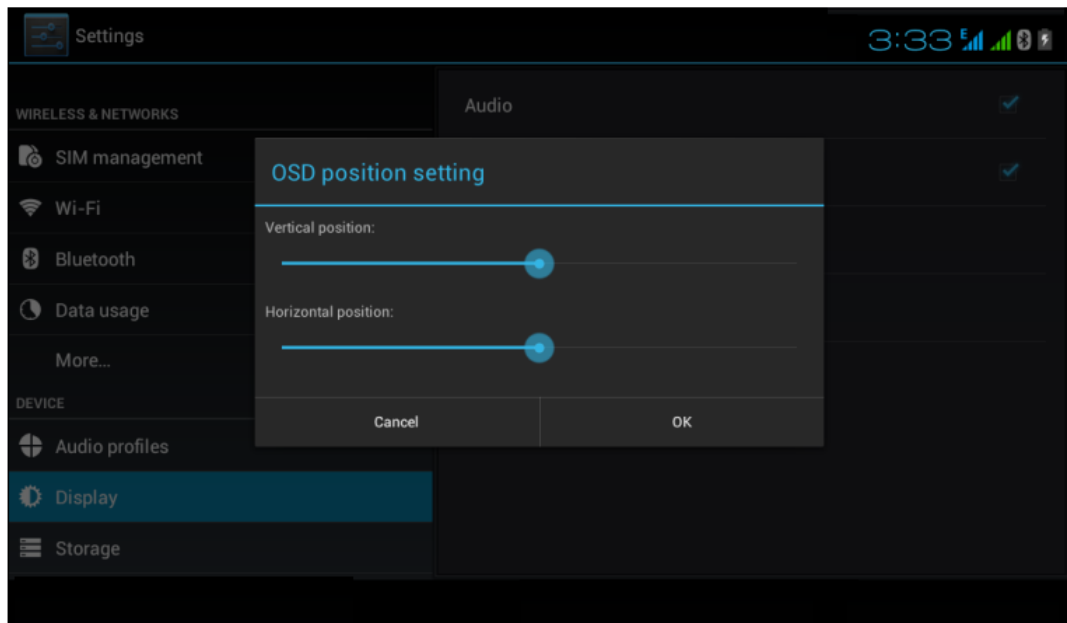 Settings
3:33 E
WIRELESS & NETWORKS
SIM management
Wi-Fi
Bluetooth
Data usage
More...
DEVICE
Audio profiles
Display
Storage
Audio
OSD position setting
Vertical position:
Horizontal position:
Cancel
OK